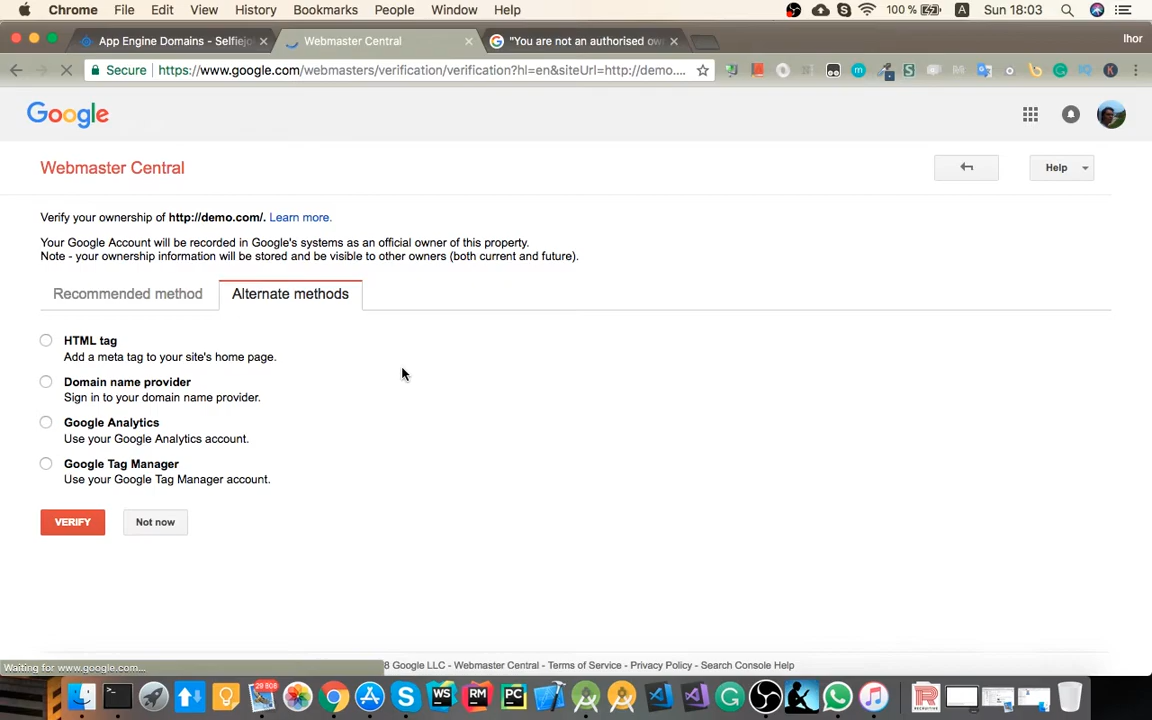 Chrome File Edit View History Bookmarks People Window Help 100 % A Sun 18:03
App Engine Domains - Selfiejo Webmaster Central "You are not an authorised ow Ihor
Secure https://www.google.com/webmasters/verification/verification?hl=en&siteUrl=http://demo....
Google
Webmaster Central
Help
Verify your ownership of http://demo.com/. Learn more.
Your Google Account will be recorded in Google's systems as an official owner of this property.
Note - your ownership information will be stored and be visible to other owners (both current and future).
Recommended method Alternate methods
HTML tag
Add a meta tag to your site's home page.
Domain name provider
Sign in to your domain name provider.
Google Analytics
Use your Google Analytics account.
Google Tag Manager
Use your Google Tag Manager account.
VERIFY Not now
Waiting for www.google.com... 8 Google LLC - Webmaster Central - Terms of Service - Privacy Policy - Search Console Help
29 808
WS RM PC